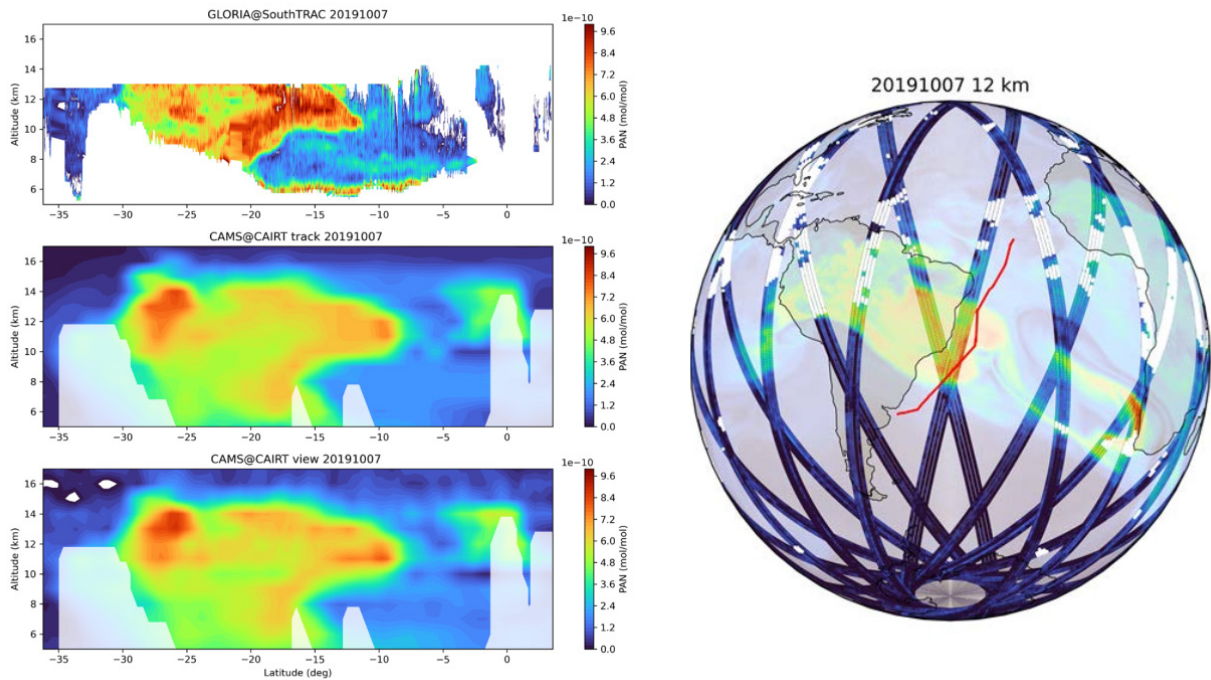 GLORIA@SouthTRAC 20191007
1e−10
16
14
12
10
8
6
Altitude (km)
−35 −30 −25 −20 −15 −10 −5 0
9.6
8.4
7.2
6.0
4.8
3.6
2.4
1.2
0.0
PAN (mol/mol)
CAMS@CAIRT track 20191007
1e−10
16
14
12
10
8
6
Altitude (km)
−35 −30 −25 −20 −15 −10 −5 0
9.6
8.4
7.2
6.0
4.8
3.6
2.4
1.2
0.0
PAN (mol/mol)
CAMS@CAIRT view 20191007
1e−10
16
14
12
10
8
6
Altitude (km)
−35 −30 −25 −20 −15 −10 −5 0
Latitude (deg)
9.6
8.4
7.2
6.0
4.8
3.6
2.4
1.2
0.0
PAN (mol/mol)
20191007 12 km